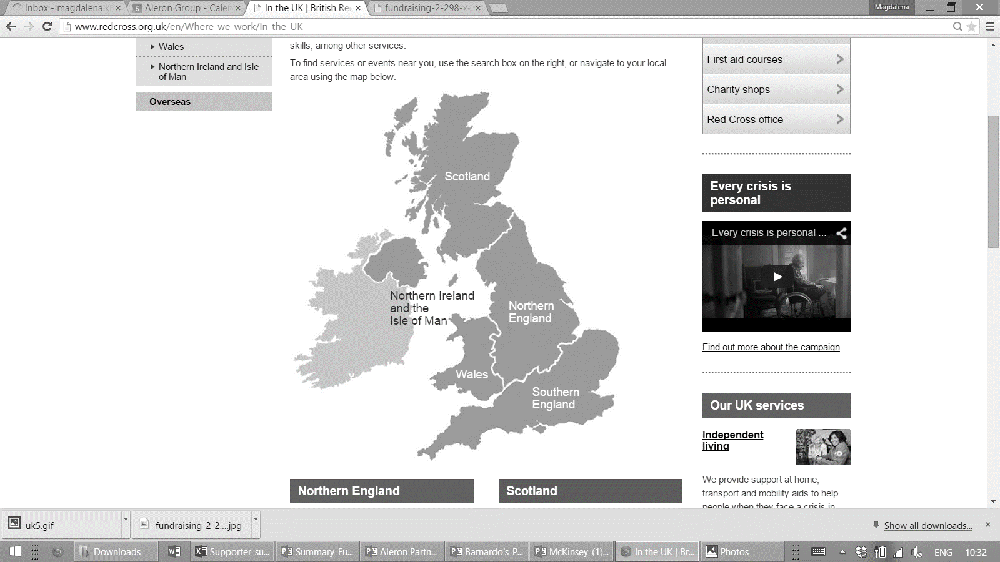 Inbox - magdalena.k
Aleron Group - Caler
In the UK | British Re
fundraising-2-298-x-
Magdalena
www.redcross.org.uk/en/Where-we-work/In-the-UK
Wales
Northern Ireland and Isle
of Man
Overseas
skills, among other services.
To find services or events near you, use the search box on the right, or navigate to your local
area using the map below.
Scotland
Northern Ireland
and the
Isle of Man
Northern
England
Wales
Southern
England
Northern England
Scotland
First aid courses
Charity shops
Red Cross office
Every crisis is
personal
Every crisis is personal ...
Find out more about the campaign
Our UK services
Independent
living
We provide support at home,
transport and mobility aids to help
people when they face a crisis in
uk5.gif
fundraising-2-2....jpg
Show all downloads...
Downloads
Supporter_su...
Summary_Fu...
Aleron Partn...
Barnardo's_P...
McKinsey_(1)...
In the UK | Br...
Photos
ENG
10:32